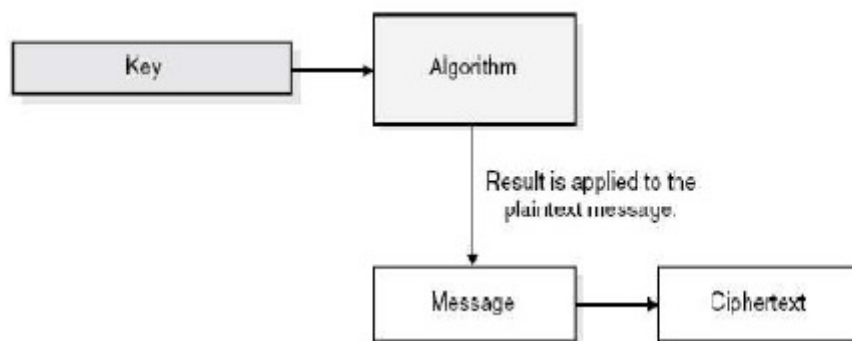 Key
Algorithm
Result is applied to the
plaintext message.
Message
Ciphertext